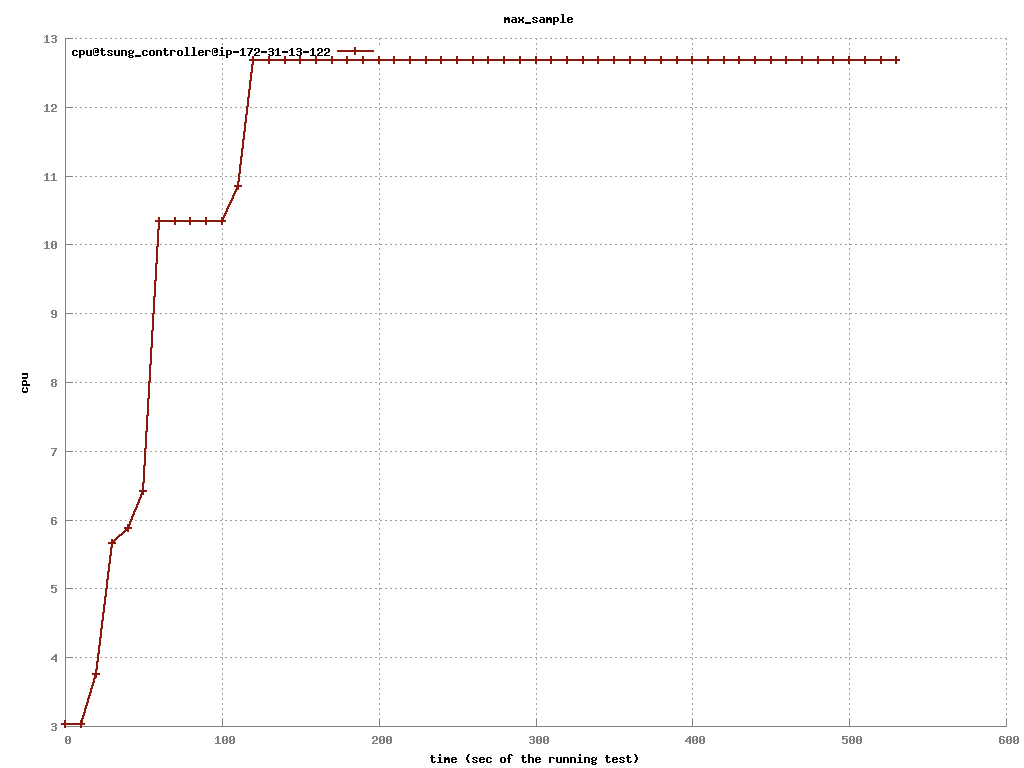 max_sample
13
cpu@tsung_controller@ip-172-31-13-122
12
11
10
9
8
cpu
7
6
5
4
3
0 100 200 300 400 500 600
time (sec of the running test)